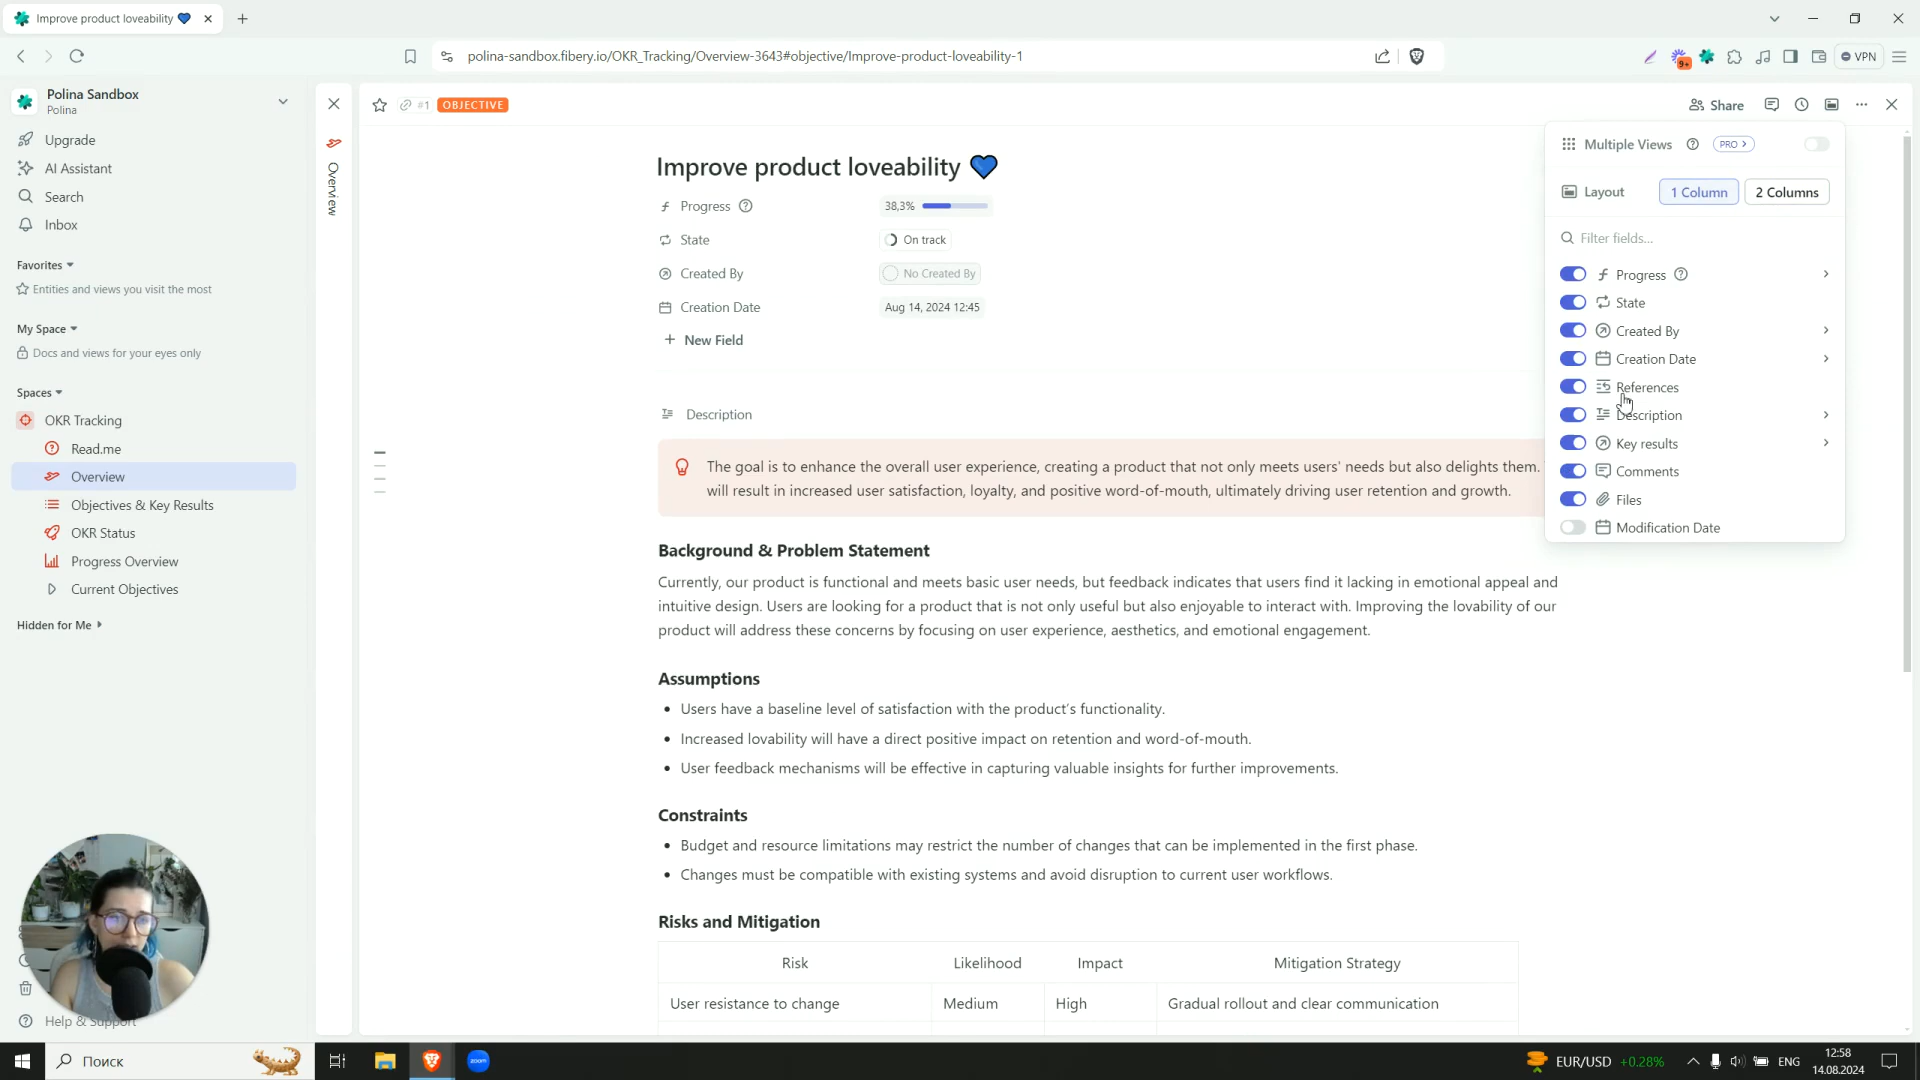 Improve product loveability
polina-sandbox.fibery.io/OKR_Tracking/Overview-3643#objective/Improve-product-loveability-1
9+
VPN
Polina Sandbox
Polina
Upgrade
AI Assistant
Search
Inbox
Favorites
Entities and views you visit the most
My Space
Docs and views for your eyes only
Spaces
OKR Tracking
Read.me
Overview
Objectives & Key Results
OKR Status
Progress Overview
Current Objectives
Hidden for Me
Help & Support
Overview
#1 OBJECTIVE
Share
Improve product loveability
Progress 38,3%
State On track
Created By No Created By
Creation Date Aug 14, 2024 12:45
+ New Field
Description
The goal is to enhance the overall user experience, creating a product that not only meets users' needs but also delights them.
will result in increased user satisfaction, loyalty, and positive word-of-mouth, ultimately driving user retention and growth.
Background & Problem Statement
Currently, our product is functional and meets basic user needs, but feedback indicates that users find it lacking in emotional appeal and
intuitive design. Users are looking for a product that is not only useful but also enjoyable to interact with. Improving the lovability of our
product will address these concerns by focusing on user experience, aesthetics, and emotional engagement.
Assumptions
• Users have a baseline level of satisfaction with the product's functionality.
• Increased lovability will have a direct positive impact on retention and word-of-mouth.
• User feedback mechanisms will be effective in capturing valuable insights for further improvements.
Constraints
• Budget and resource limitations may restrict the number of changes that can be implemented in the first phase.
• Changes must be compatible with existing systems and avoid disruption to current user workflows.
Risks and Mitigation
Risk Likelihood Impact Mitigation Strategy
User resistance to change Medium High Gradual rollout and clear communication
Multiple Views PRO
Layout 1 Column 2 Columns
Filter fields...
Progress
State
Created By
Creation Date
References
Description
Key results
Comments
Files
Modification Date
Поиск
zoom
EUR/USD +0.28%
ENG
12:58
14.08.2024